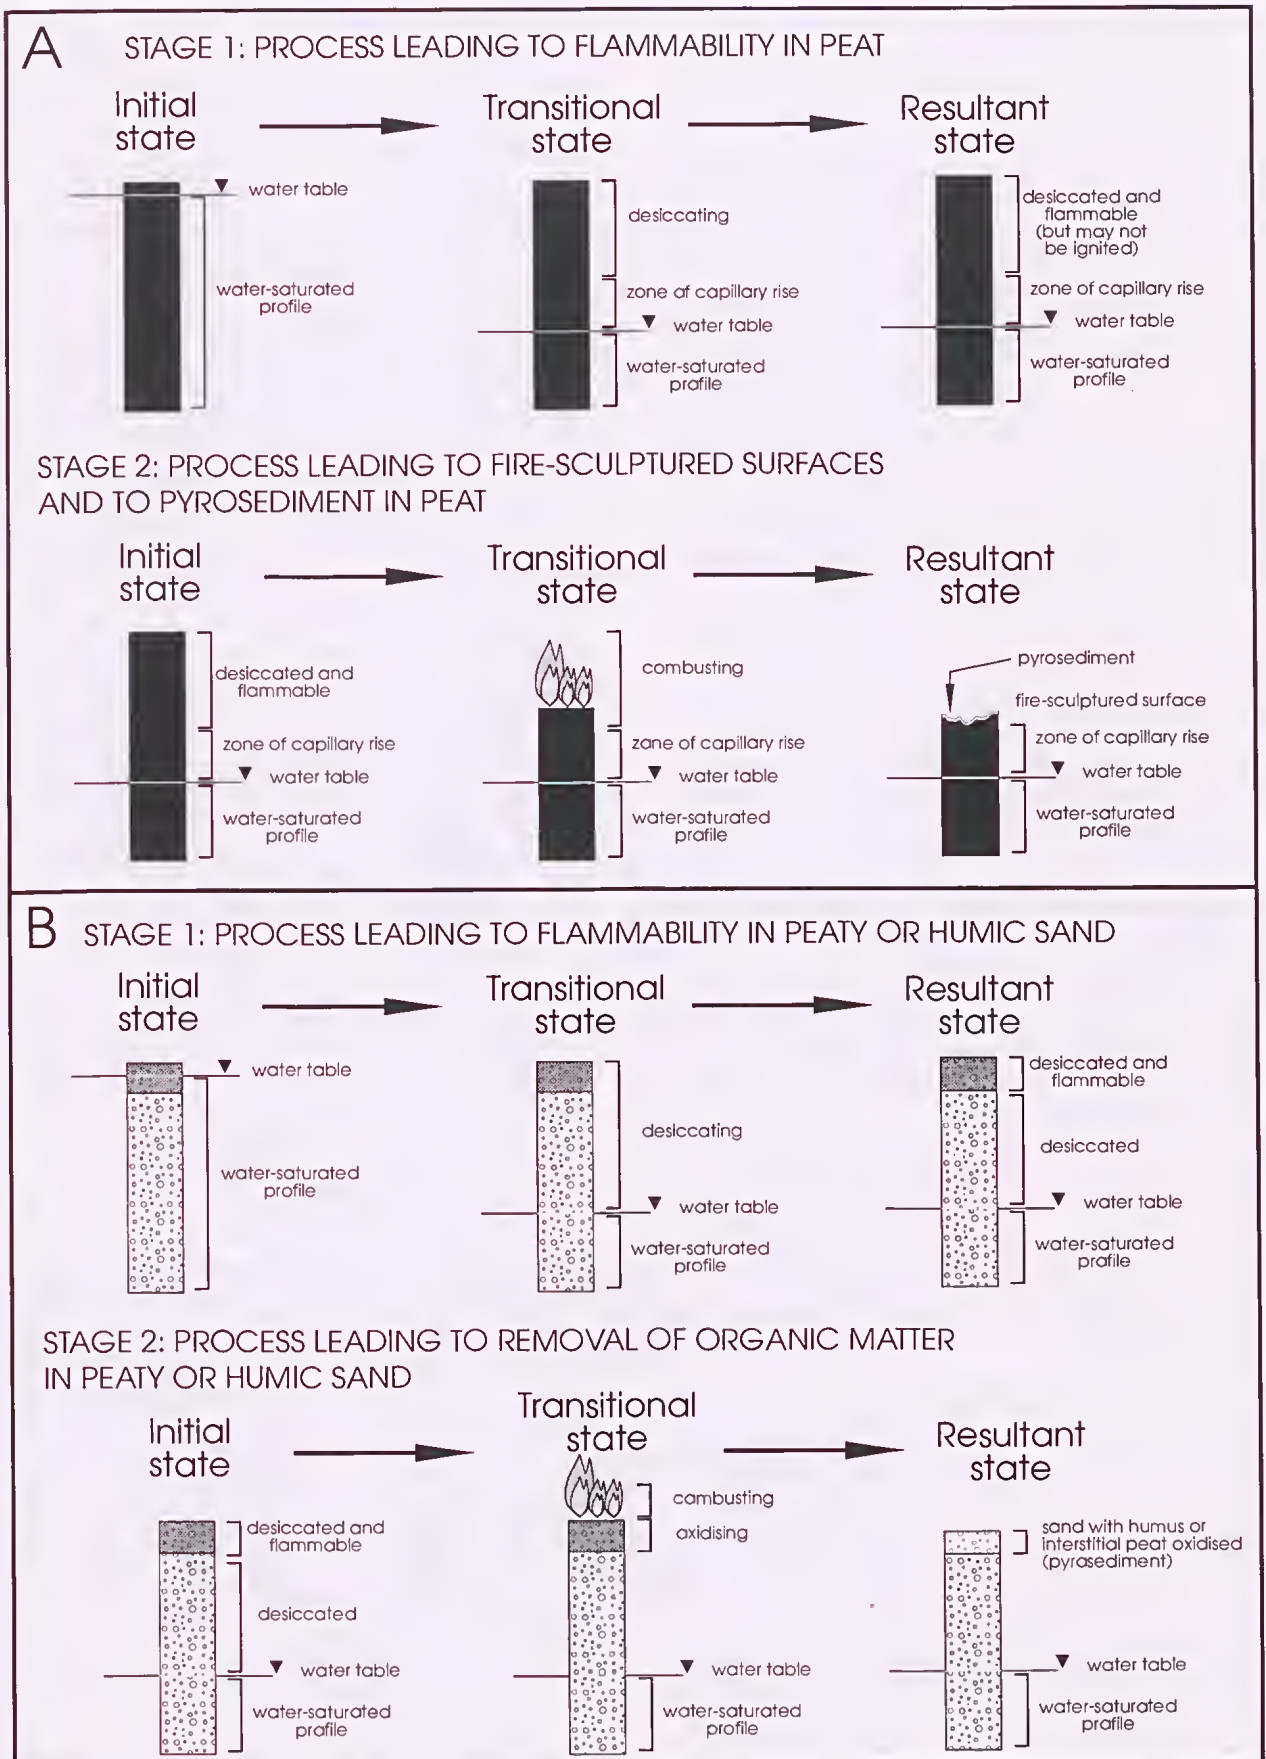 A
STAGE 1: PROCESS LEADING TO FLAMMABILITY IN PEAT
Initial
state
Transitional
state
Resultant
state
water table
water-saturated
profile
desiccating
zone of capillary rise
water table
water-saturated
profile
desiccated and
flammable
(but may not
be ignited)
zone of capillary rise
water table
water-saturated
profile
STAGE 2: PROCESS LEADING TO FIRE-SCULPTURED SURFACES
AND TO PYROSEDIMENT IN PEAT
Initial
state
Transitional
state
Resultant
state
desiccated and
flammable
zone of capillary rise
water table
water-saturated
profile
combusting
zone of capillary rise
water table
water-saturated
profile
pyrosediment
fire-sculptured surface
zone of capillary rise
water table
water-saturated
profile
B
STAGE 1: PROCESS LEADING TO FLAMMABILITY IN PEATY OR HUMIC SAND
Initial
state
Transitional
state
Resultant
state
water table
water-saturated
profile
desiccating
water table
water-saturated
profile
desiccated and
flammable
desiccated
water table
water-saturated
profile
STAGE 2: PROCESS LEADING TO REMOVAL OF ORGANIC MATTER
IN PEATY OR HUMIC SAND
Initial
state
Transitional
state
Resultant
state
desiccated and
flammable
desiccated
water table
water-saturated
profile
combusting
oxidising
water table
water-saturated
profile
sand with humus or
interstitial peat oxidised
(pyrosediment)
water table
water-saturated
profile